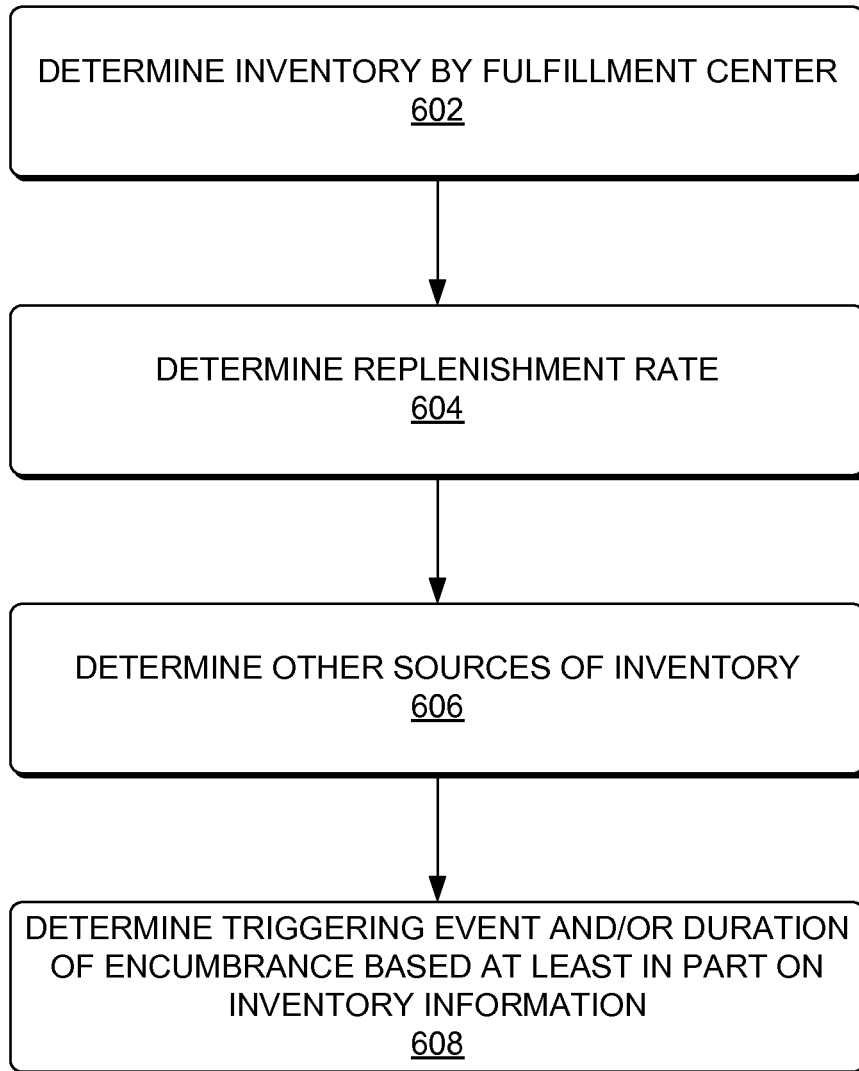 DETERMINE INVENTORY BY FULFILLMENT CENTER
602
DETERMINE REPLENISHMENT RATE
604
DETERMINE OTHER SOURCES OF INVENTORY
606
DETERMINE TRIGGERING EVENT AND/OR DURATION
OF ENCUMBRANCE BASED AT LEAST IN PART ON
INVENTORY INFORMATION
608